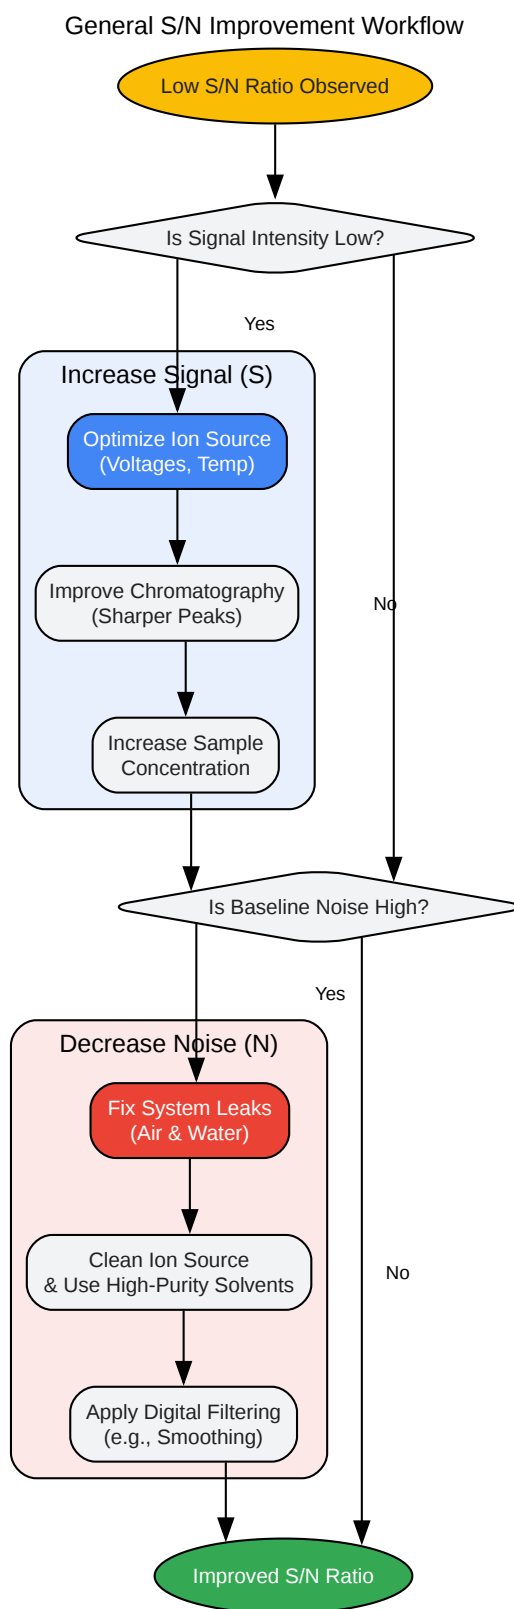 General S/N Improvement Workflow
Low S/N Ratio Observed
Is Signal Intensity Low?
Yes
Increase Signal (S)
Optimize Ion Source
(Voltages, Temp)
Improve Chromatography
(Sharper Peaks)
No
Increase Sample
Concentration
Is Baseline Noise High?
Yes
Decrease Noise (N)
Fix System Leaks
(Air & Water)
Clean Ion Source
& Use High-Purity Solvents
No
Apply Digital Filtering
(e.g., Smoothing)
Improved S/N Ratio